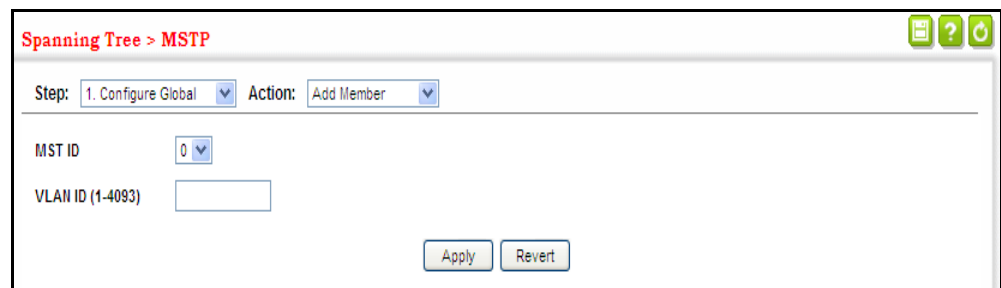 Spanning Tree > MSTP
?
Step: 1. Configure Global Action: Add Member
MST ID 0
VLAN ID (1-4093)
Apply Revert